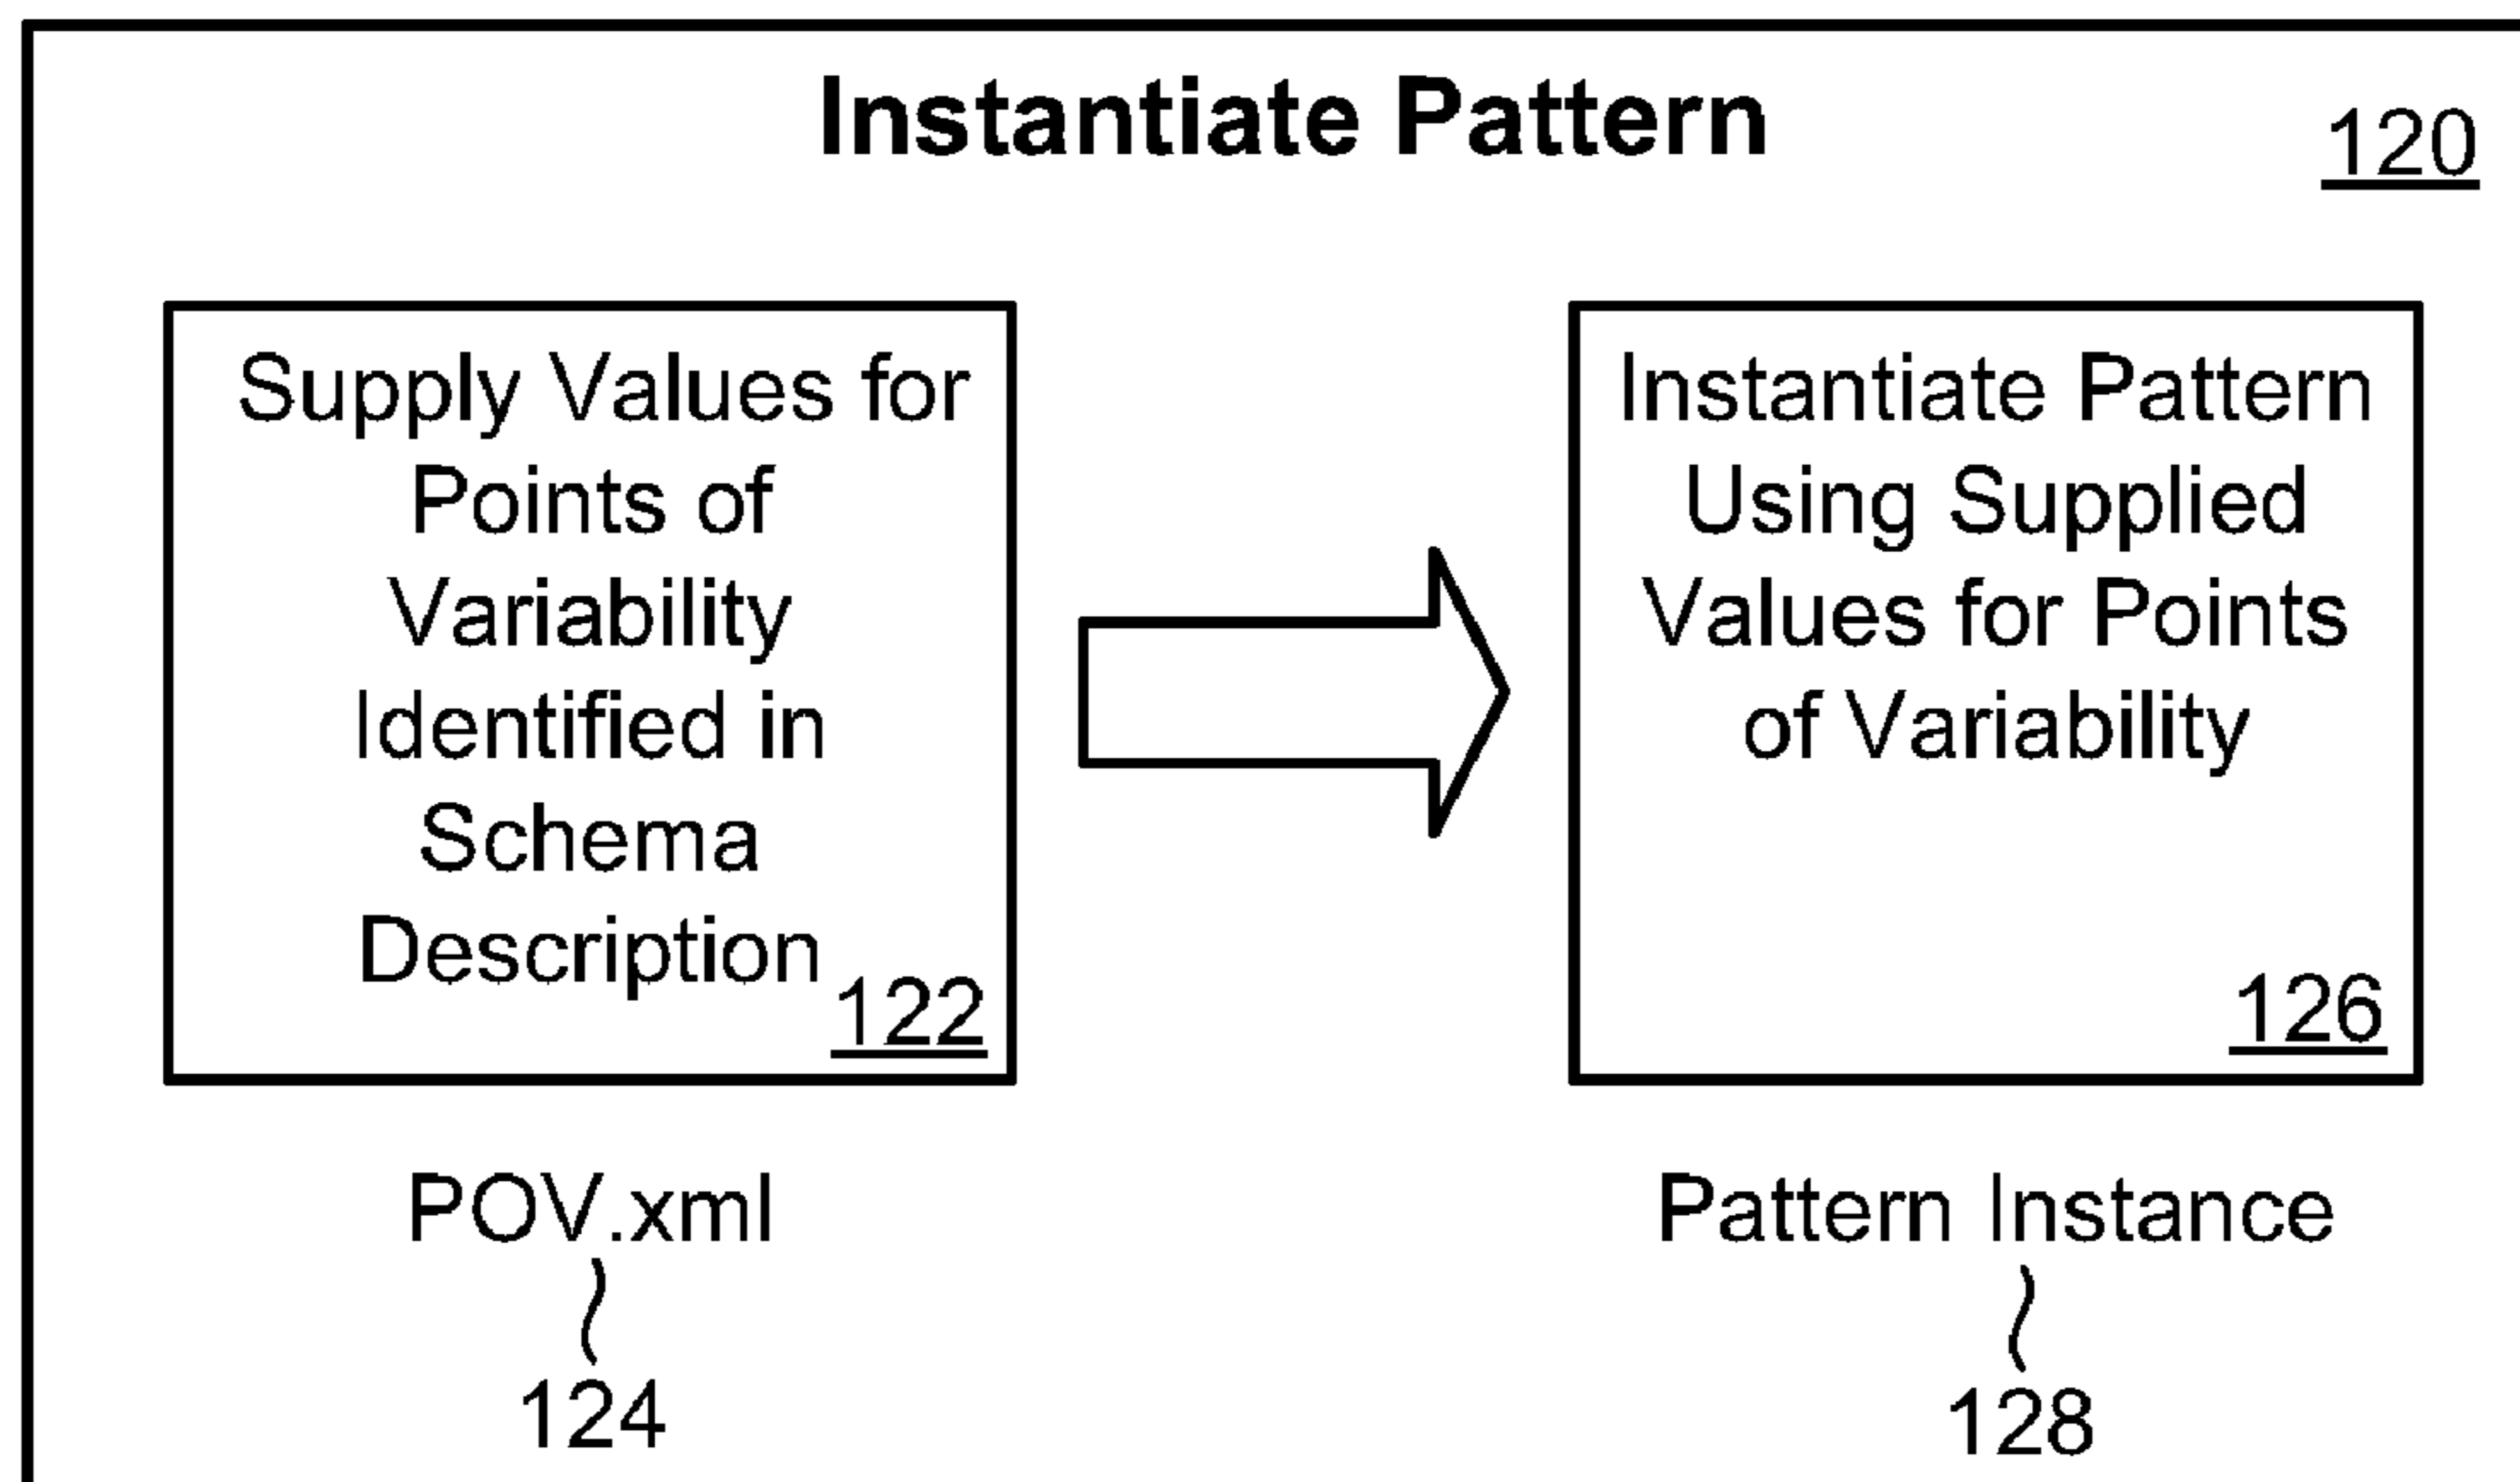 Instantiate Pattern
120
Supply Values for
Points of
Variability
Identified in
Schema
Description
122
Instantiate Pattern
Using Supplied
Values for Points
of Variability
126
POV.xml
124
Pattern Instance
128